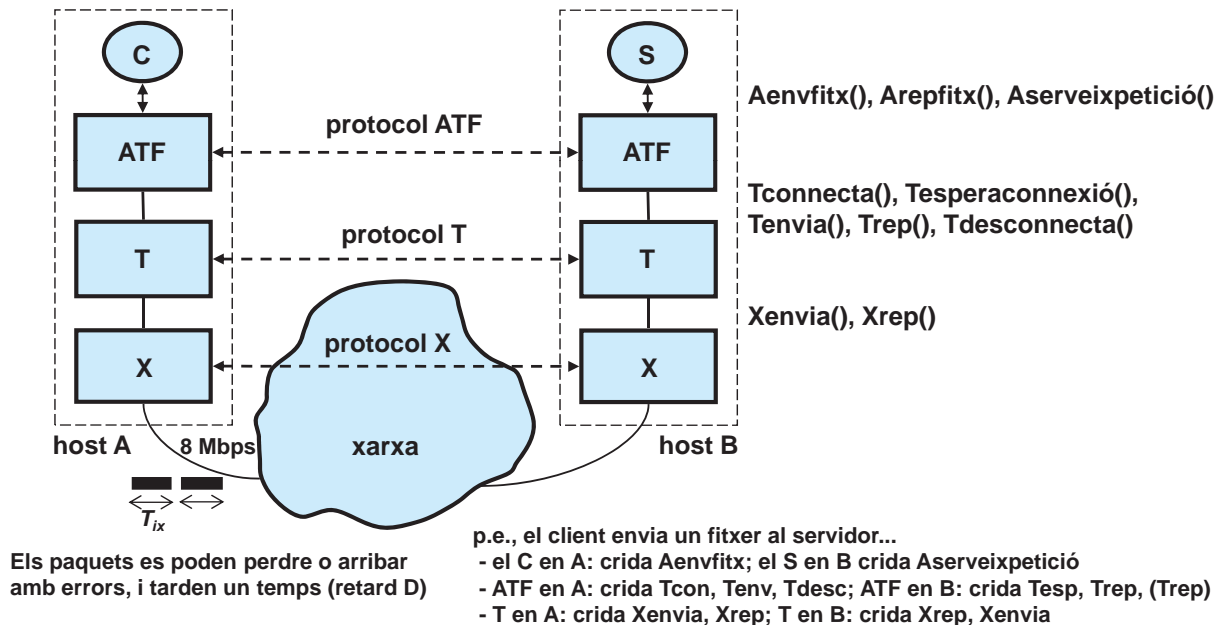 C
S
Aenvfitx(), Arepfitx(), Aserveixpetició()
protocol ATF
ATF
ATF
Tconnecta(), Tesperaconnexió(),
Tenvia(), Trep(), Tdesconnecta()
protocol T
T
T
Xenvia(), Xrep()
protocol X
X
X
host A
8 Mbps
xarxa
host B
Tix
Els paquets es poden perdre o arribar
amb errors, i tarden un temps (retard D)
p.e., el client envia un fitxer al servidor...
- el C en A: crida Aenvfitx; el S en B crida Aserveixpetició
- ATF en A: crida Tcon, Tenv, Tdesc; ATF en B: crida Tesp, Trep, (Trep)
- T en A: crida Xenvia, Xrep; T en B: crida Xrep, Xenvia